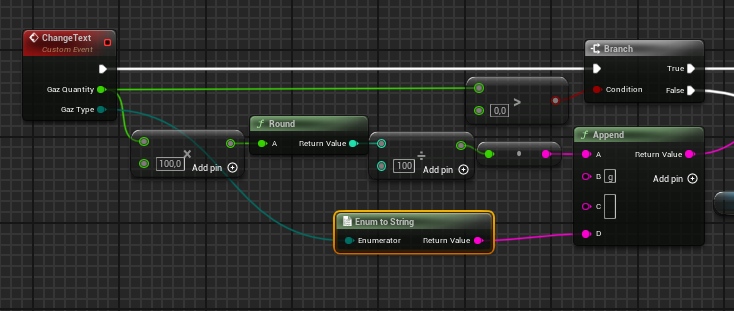 ChangeText
Custom Event
Gaz Quantity
Gaz Type
Branch
True
Condition
False
>
0,0
×
100,0
Add pin
f Round
A
Return Value
÷
100
Add pin
f Append
A
Return Value
B
g
Add pin
C
D
Enum to String
Enumerator
Return Value